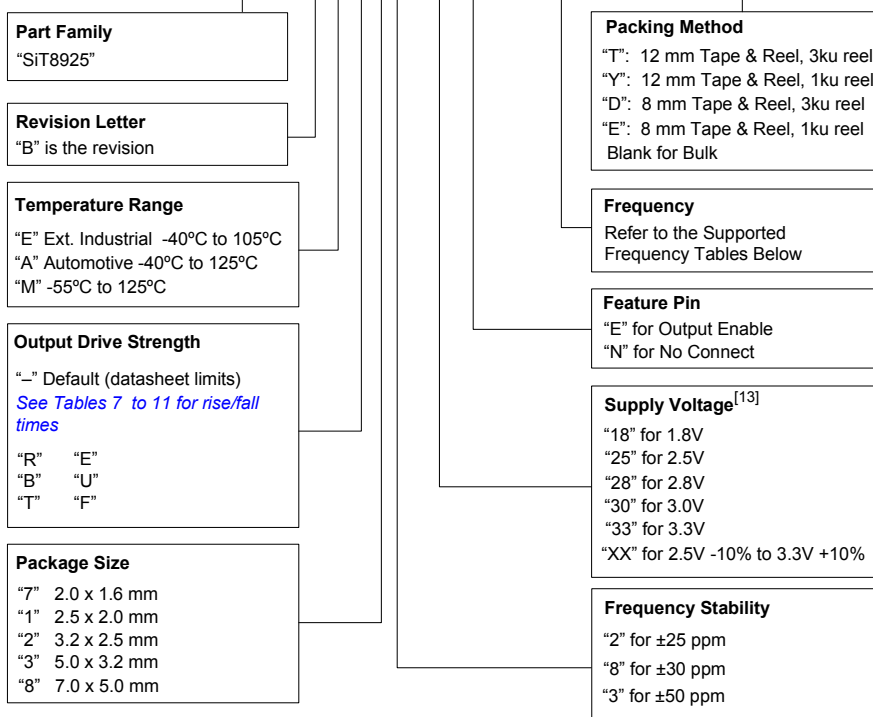 Part Family
“SiT8925”
Revision Letter
“B” is the revision
Temperature Range
“E” Ext. Industrial -40ºC to 105ºC
“A” Automotive -40ºC to 125ºC
“M” -55ºC to 125ºC
Output Drive Strength
“–” Default (datasheet limits)
See Tables 7 to 11 for rise/fall
times
“R” “E”
“B” “U”
“T” “F”
Package Size
“7” 2.0 x 1.6 mm
“1” 2.5 x 2.0 mm
“2” 3.2 x 2.5 mm
“3” 5.0 x 3.2 mm
“8” 7.0 x 5.0 mm
Packing Method
“T”: 12 mm Tape & Reel, 3ku reel
“Y”: 12 mm Tape & Reel, 1ku reel
“D”: 8 mm Tape & Reel, 3ku reel
“E”: 8 mm Tape & Reel, 1ku reel
Blank for Bulk
Frequency
Refer to the Supported
Frequency Tables Below
Feature Pin
“E” for Output Enable
“N” for No Connect
Supply Voltage[13]
“18” for 1.8V
“25” for 2.5V
“28” for 2.8V
“30” for 3.0V
“33” for 3.3V
“XX” for 2.5V -10% to 3.3V +10%
Frequency Stability
“2” for ±25 ppm
“8” for ±30 ppm
“3” for ±50 ppm